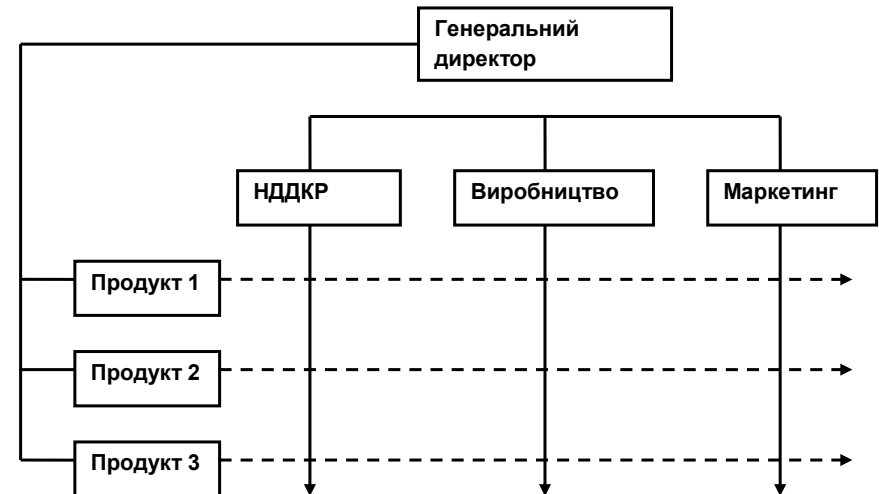 Генеральний
директор
НДДКР
Виробництво
Маркетинг
Продукт 1
Продукт 2
Продукт 3